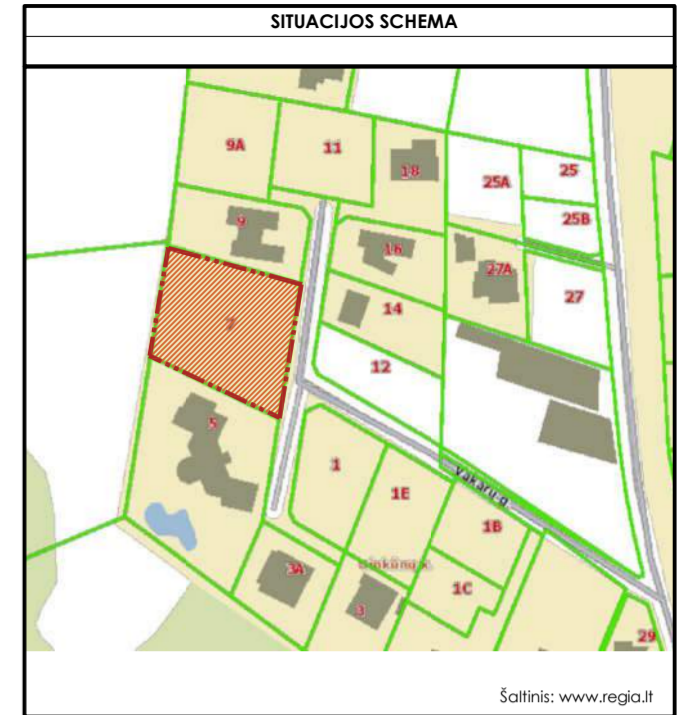 SITUACIJOS SCHEMA
9A
11
18
25A
25
25B
9
16
27A
27
7
14
12
5
1
1E
Vakarų g.
1B
3A
1C
3
29
Šaltinis: www.regia.lt